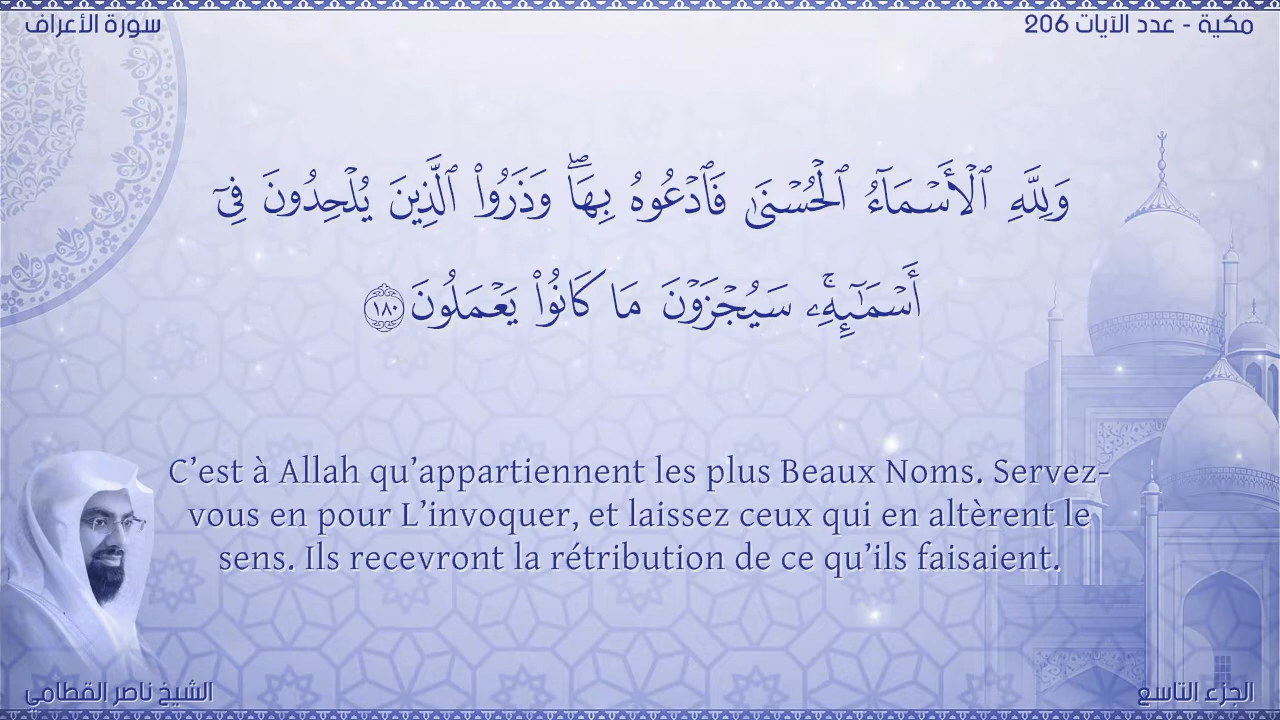 سورة الأعراف
مكية - عدد الآيات 206
وَلِلَّهِ ٱلْأَسْمَآءُ ٱلْحُسْنَىٰ فَٱدْعُوهُ بِهَا ۖ وَذَرُوا۟ ٱلَّذِينَ يُلْحِدُونَ فِىٓ
أَسْمَـٰٓئِهِۦ ۚ سَيُجْزَوْنَ مَا كَانُوا۟ يَعْمَلُونَ ١٨٠
C’est à Allah qu’appartiennent les plus Beaux Noms. Servez-
vous en pour L’invoquer, et laissez ceux qui en altèrent le
sens. Ils recevront la rétribution de ce qu’ils faisaient.
الشيخ ناصر القطامي
الجزء التاسع